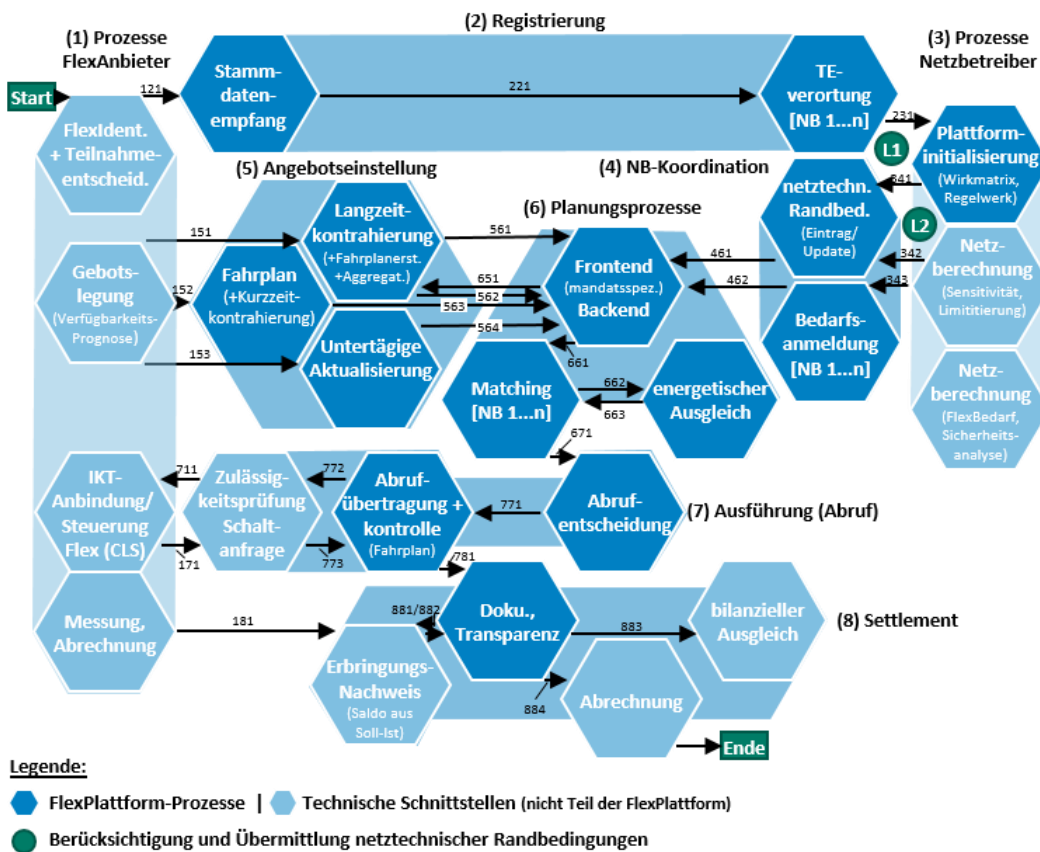 (2) Registrierung
(1) Prozesse
FlexAnbieter
(3) Prozesse
Netzbetreiber
Start
121
Stamm-
daten-
empfang
221
TE-
verortung
[NB 1...n]
231
FlexIdent.
+ Teilnahme-
entscheid.
L1
Plattform-
initialisierung
(Wirkmatrix,
Regelwerk)
341
(5) Angebotseinstellung
(4) NB-Koordination
netztechn.
Randbed.
(Eintrag/
Update)
L2
342
343
Langzeit-
kontrahierung
(+Fahrplanerst.
+Aggregat.)
(6) Planungsprozesse
151
561
461
462
Gebots-
legung
(Verfügbarkeits-
Prognose)
152
153
Fahrplan
(+Kurzzeit-
kontrahierung)
651
562
563
564
Frontend
(mandatsspez.)
Backend
Netz-
berechnung
(Sensitivität,
Limititierung)
Untertägige
Aktualisierung
Bedarfs-
anmeldung
[NB 1...n]
661
Matching
[NB 1...n]
662
663
energetischer
Ausgleich
Netz-
berechnung
(FlexBedarf,
Sicherheits-
analyse)
671
IKT-
Anbindung/
Steuerung
Flex (CLS)
711
171
Zulässig-
keitsprüfung
Schalt-
anfrage
772
773
Abruf-
übertragung +
kontrolle
(Fahrplan)
771
Abruf-
entscheidung
(7) Ausführung (Abruf)
781
Messung,
Abrechnung
181
881/882
Doku.,
Transparenz
883
bilanzieller
Ausgleich
(8) Settlement
Erbringungs-
Nachweis
(Saldo aus
Soll-Ist)
884
Abrechnung
Ende
Legende:
FlexPlattform-Prozesse | Technische Schnittstellen (nicht Teil der FlexPlattform)
Berücksichtigung und Übermittlung netztechnischer Randbedingungen